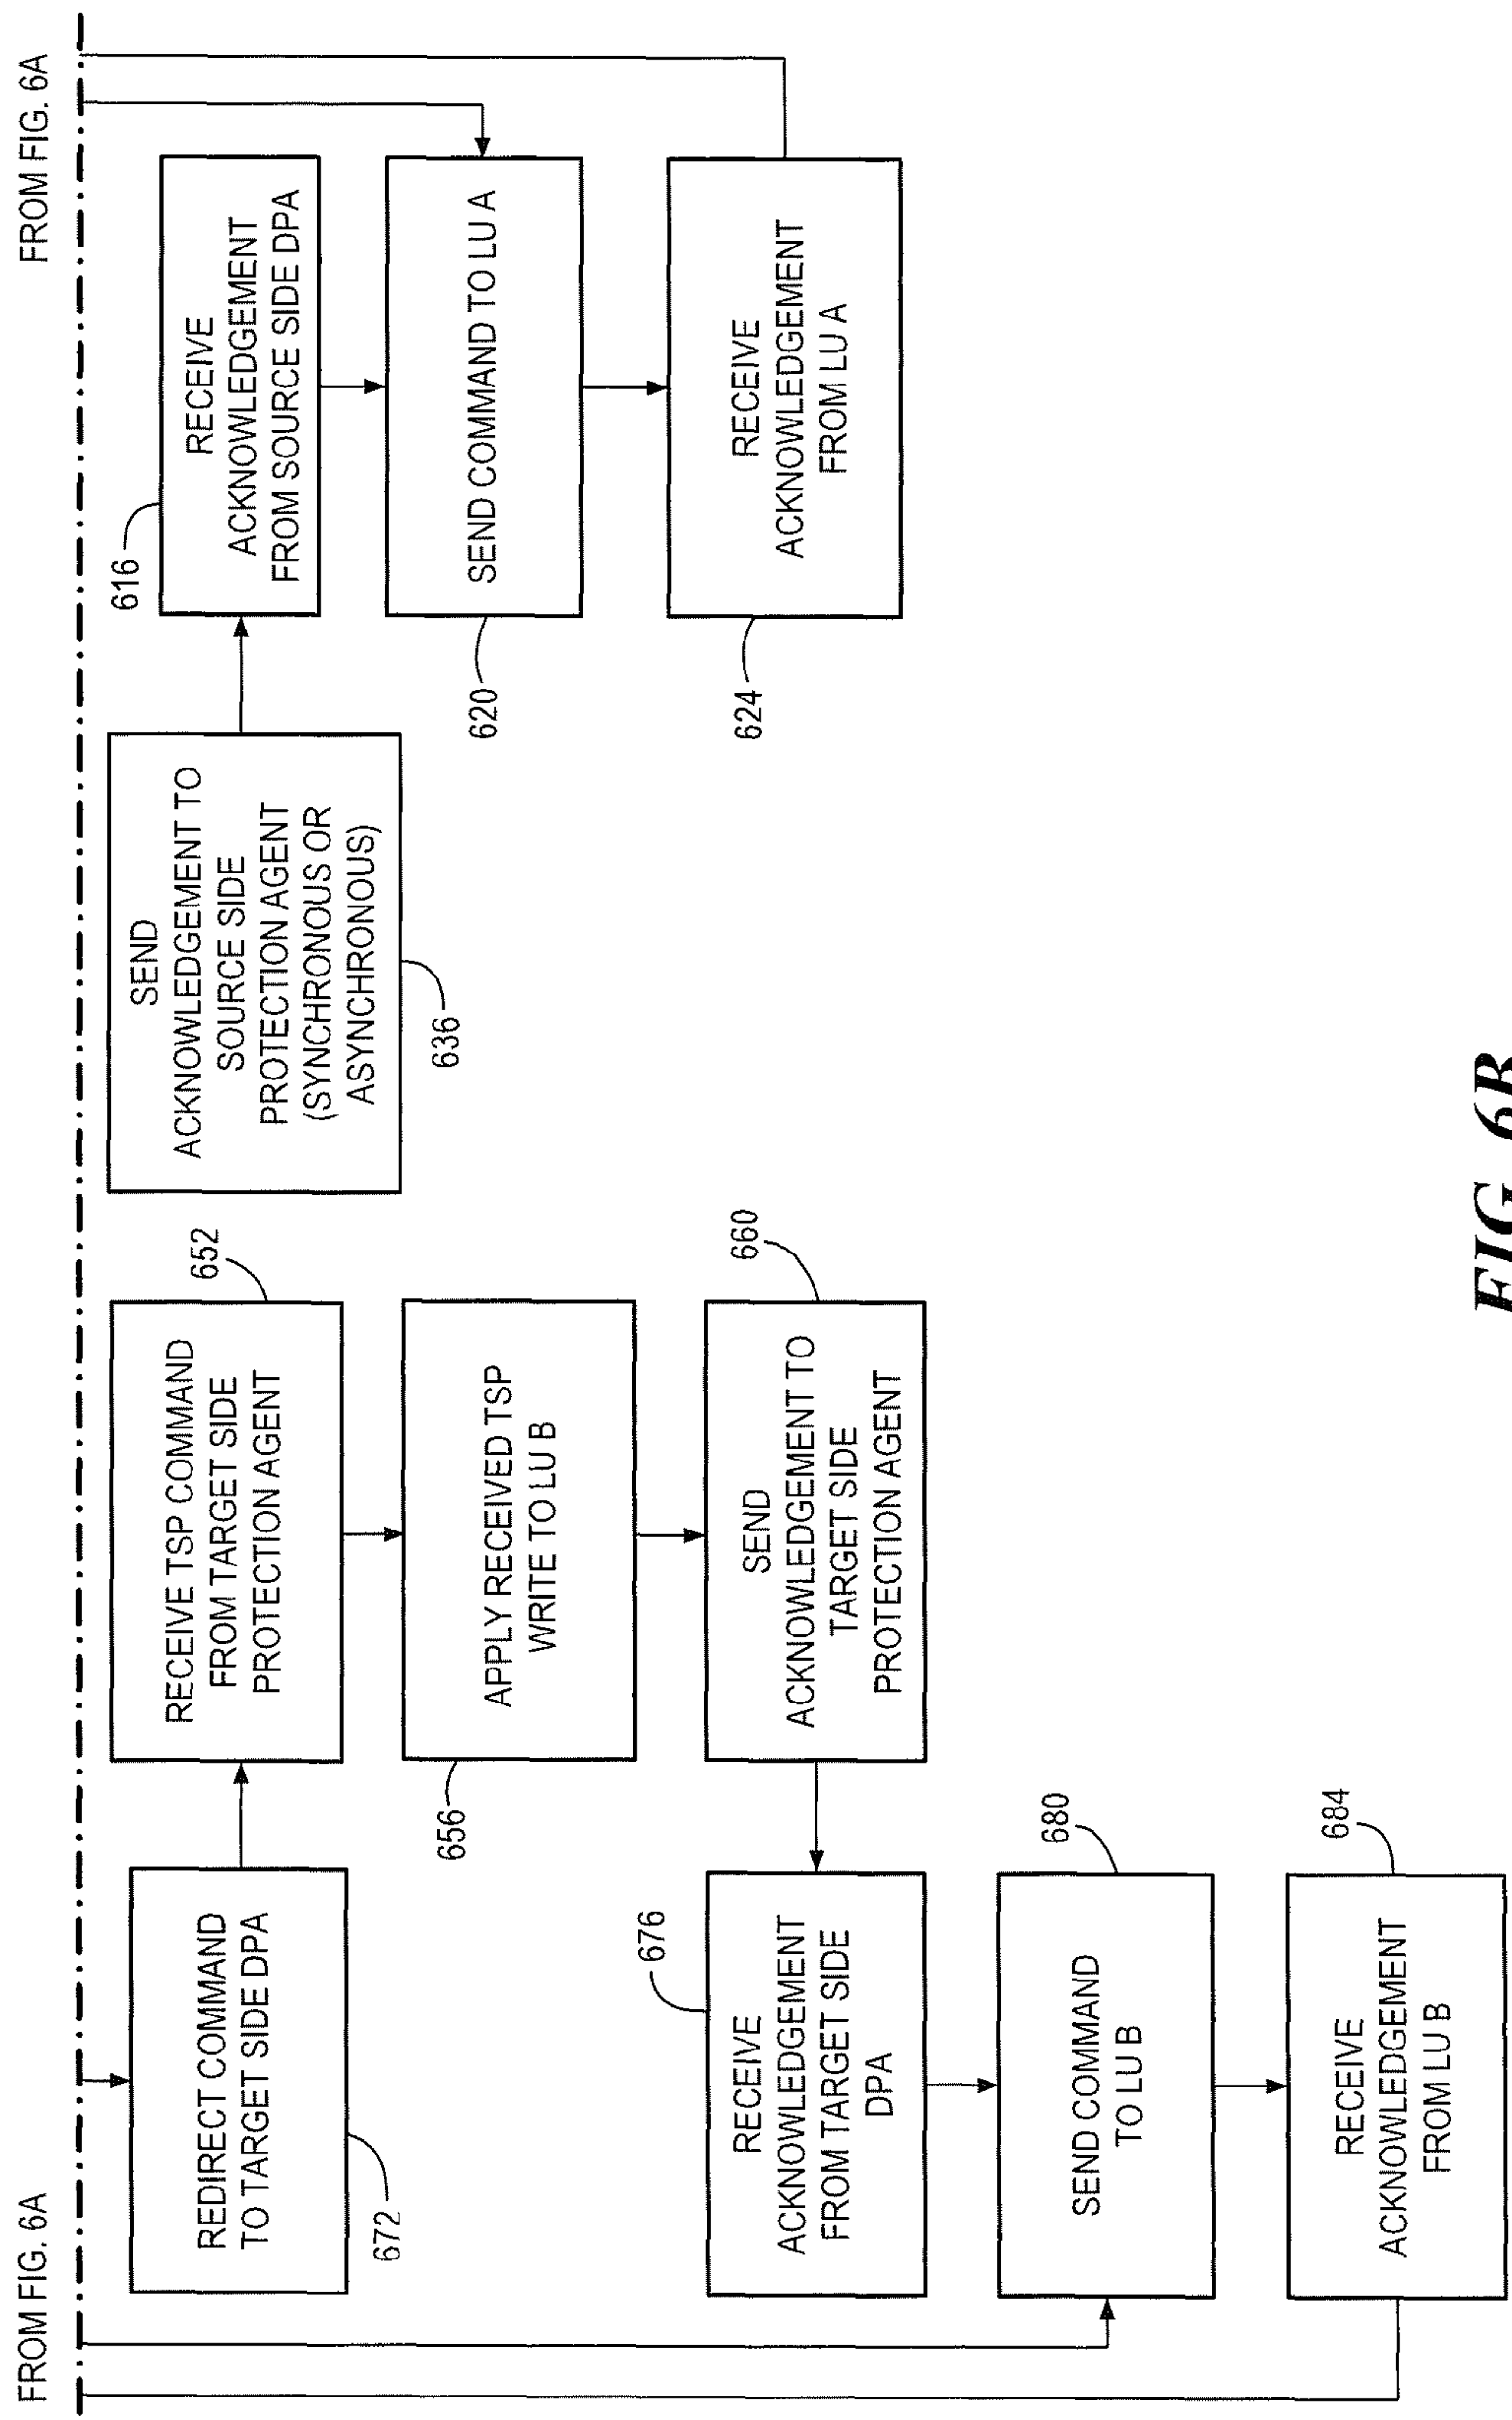 FROM FIG. 6A
FROM FIG. 6A
REDIRECT COMMAND
TO TARGET SIDE DPA
672
RECEIVE TSP COMMAND
FROM TARGET SIDE
PROTECTION AGENT
652
SEND
ACKNOWLEDGEMENT TO
SOURCE SIDE
PROTECTION AGENT
(SYNCHRONOUS OR
ASYNCHRONOUS)
636
616
RECEIVE
ACKNOWLEDGEMENT
FROM SOURCE SIDE DPA
656
APPLY RECEIVED TSP
WRITE TO LU B
620
SEND COMMAND TO LU A
676
RECEIVE
ACKNOWLEDGEMENT
FROM TARGET SIDE
DPA
SEND
ACKNOWLEDGEMENT TO
TARGET SIDE
PROTECTION AGENT
660
624
RECEIVE
ACKNOWLEDGEMENT
FROM LU A
SEND COMMAND
TO LU B
680
RECEIVE
ACKNOWLEDGEMENT
FROM LU B
684
FIG. 6B